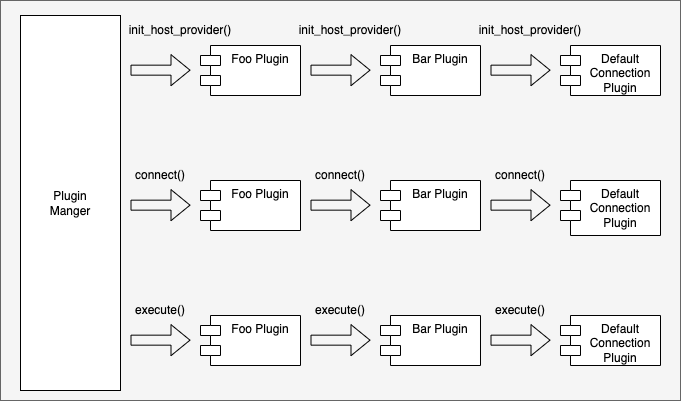 init_host_provider()
init_host_provider()
init_host_provider()
Foo Plugin
Bar Plugin
Default
Connection
Plugin
Plugin
Manger
connect()
connect()
connect()
Foo Plugin
Bar Plugin
Default
Connection
Plugin
execute()
execute()
execute()
Foo Plugin
Bar Plugin
Default
Connection
Plugin